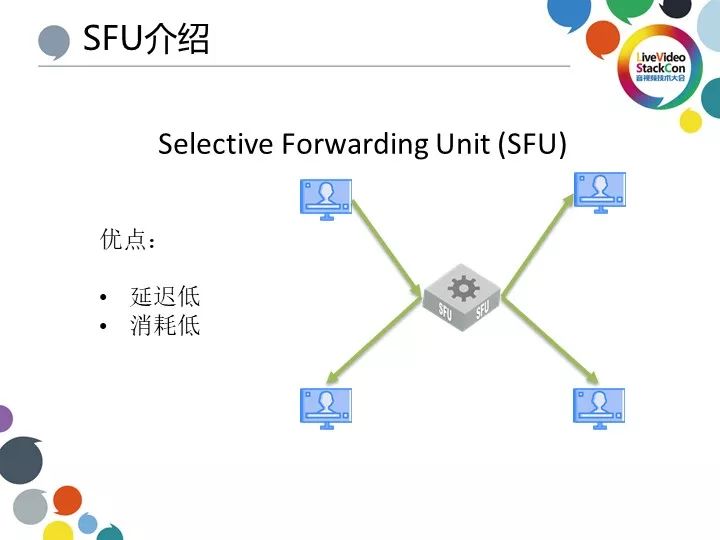 SFU介绍
LiveVideo
StackCon
音视频技术大会
Selective Forwarding Unit (SFU)
优点：
• 延迟低
• 消耗低
SFU SFU